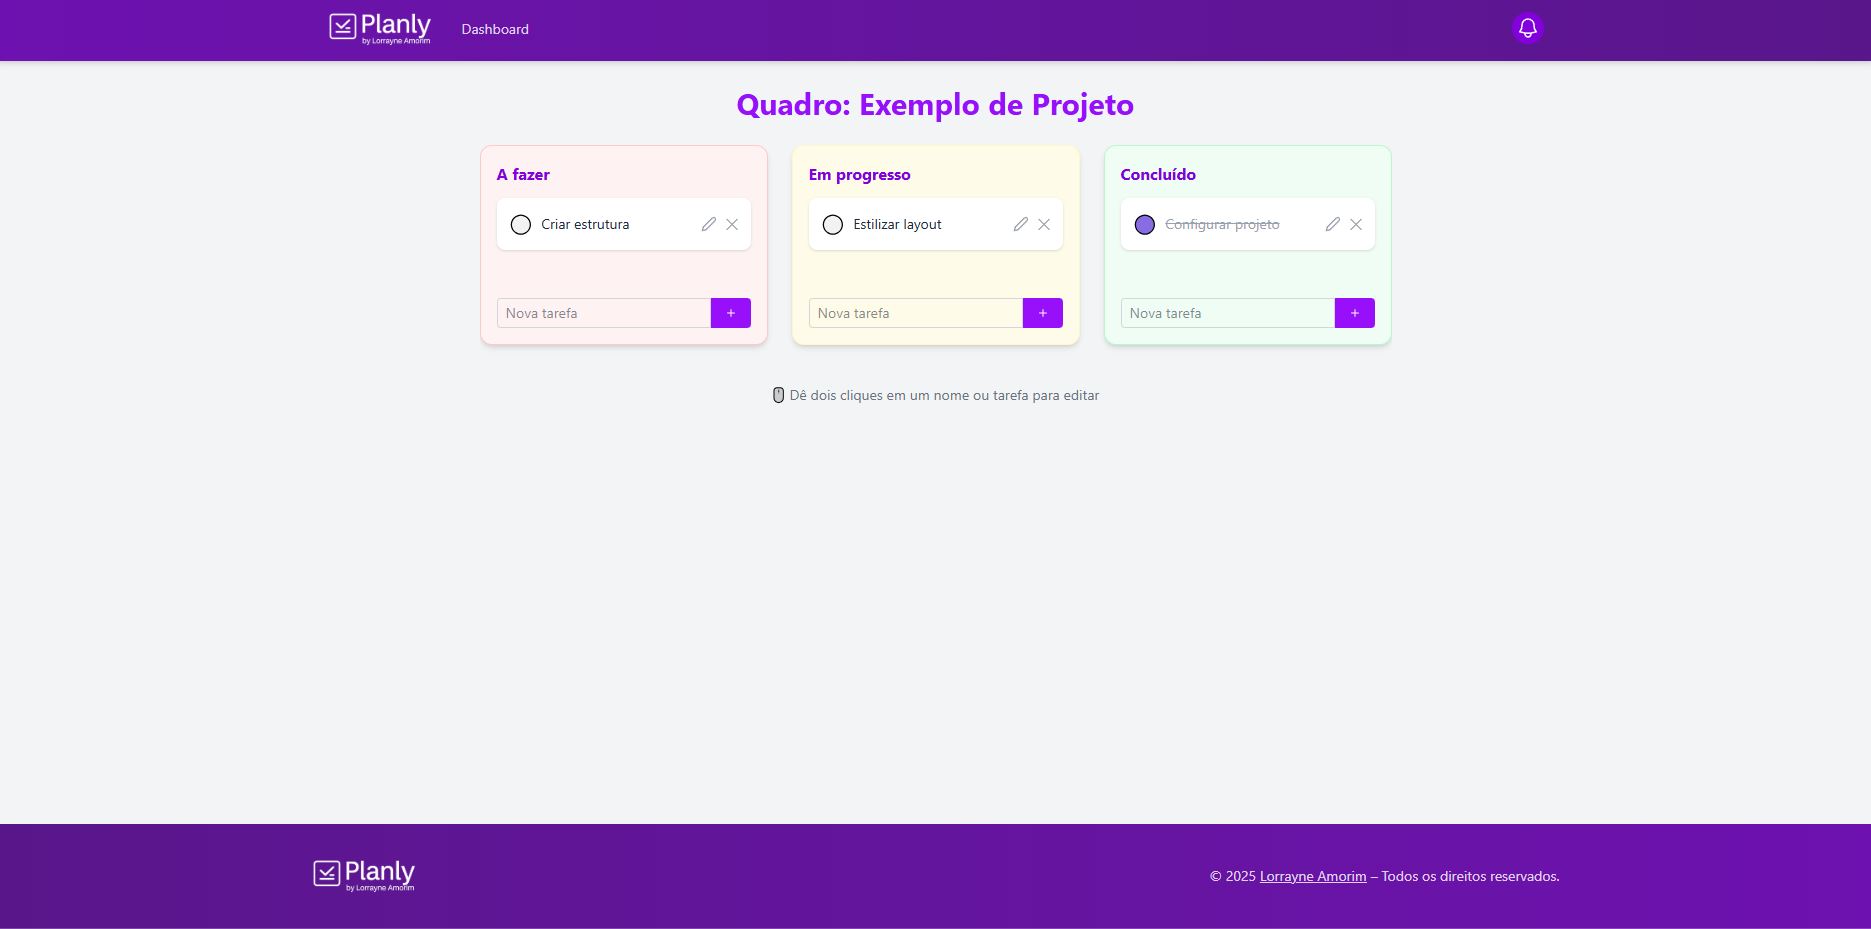 Planly
by Lorrayne Amorim
Dashboard
Quadro: Exemplo de Projeto
A fazer
Criar estrutura
Nova tarefa
+
Em progresso
Estilizar layout
Nova tarefa
+
Concluído
Configurar projeto
Nova tarefa
+
Dê dois cliques em um nome ou tarefa para editar
Planly
by Lorrayne Amorim
© 2025 Lorrayne Amorim – Todos os direitos reservados.